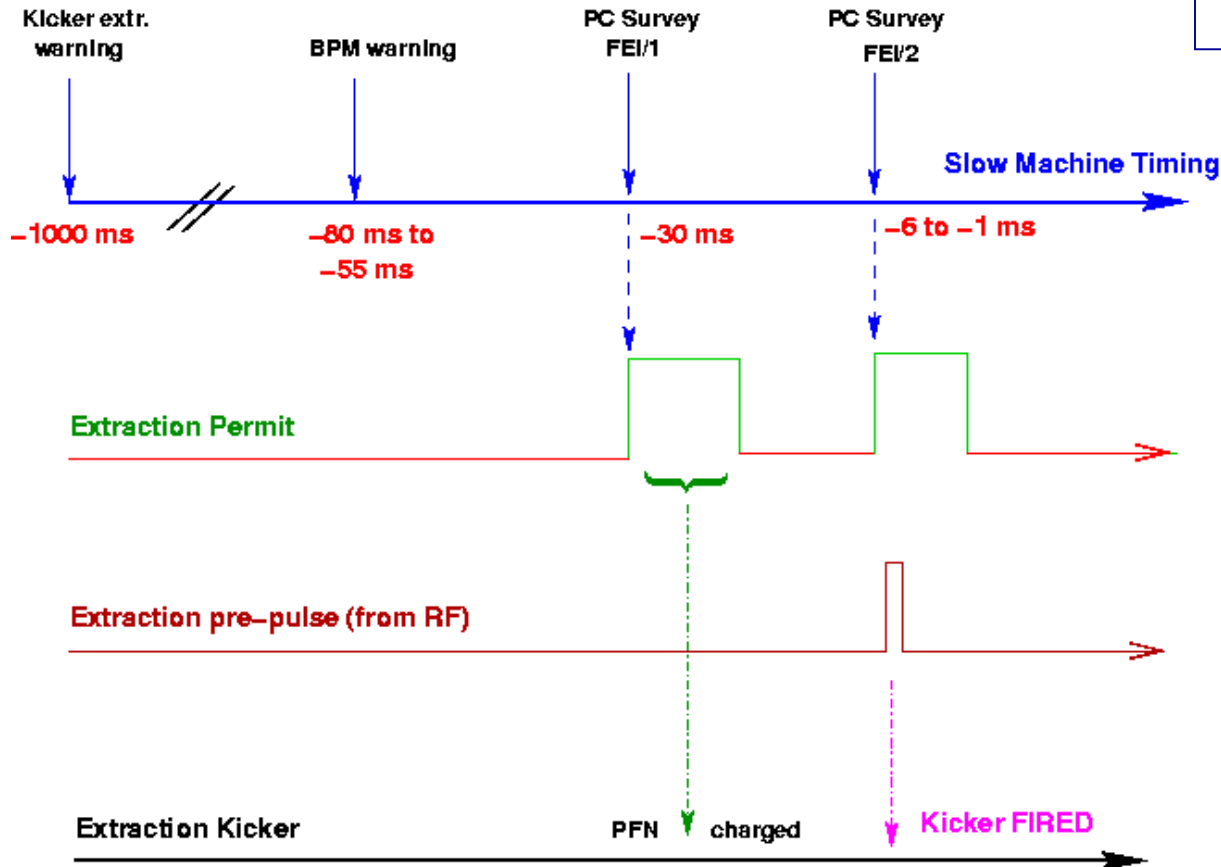 Kicker extr.
warning
BPM warning
PC Survey
FEI/1
PC Survey
FEI/2
Slow Machine Timing
−1000 ms
−80 ms to
−55 ms
−30 ms
−6 to −1 ms
Extraction Permit
Extraction pre−pulse (from RF)
Extraction Kicker
PFN charged
Kicker FIRED